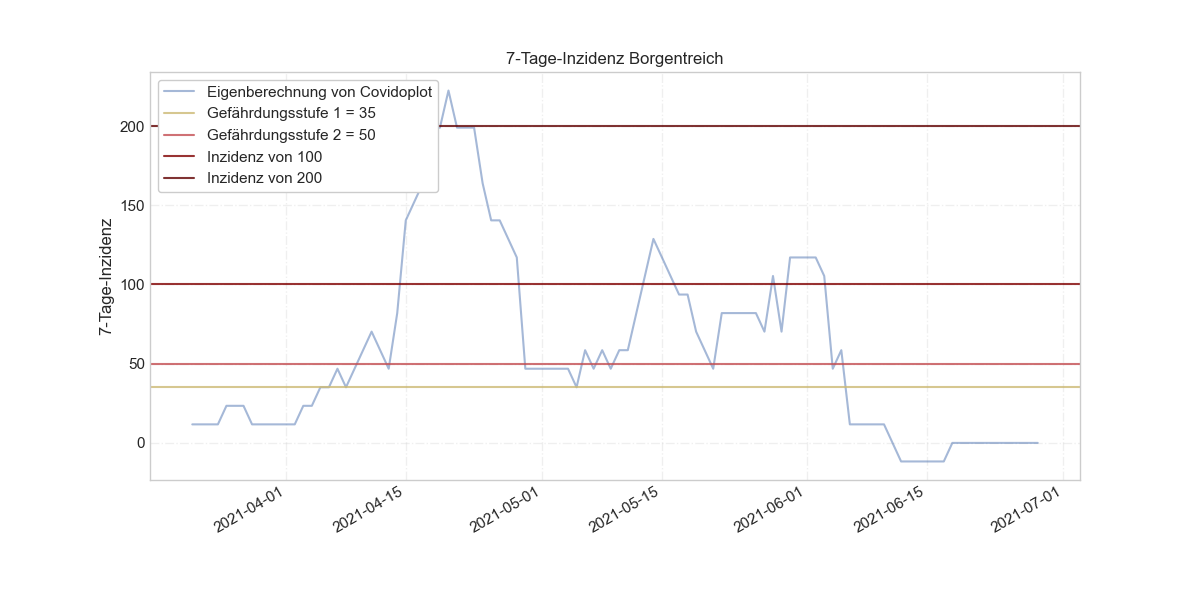 7-Tage-Inzidenz Borgentreich
Eigenberechnung von Covidoplot
Gefährdungsstufe 1 = 35
Gefährdungsstufe 2 = 50
Inzidenz von 100
Inzidenz von 200
7-Tage-Inzidenz
200
150
100
50
0
2021-04-01
2021-04-15
2021-05-01
2021-05-15
2021-06-01
2021-06-15
2021-07-01